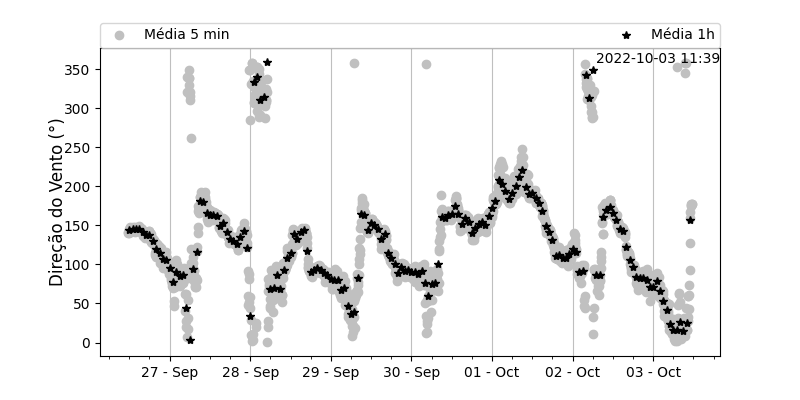 Média 5 min
Média 1h
2022-10-03 11:39
Direção do Vento (°)
350
300
250
200
150
100
50
0
27 - Sep
28 - Sep
29 - Sep
30 - Sep
01 - Oct
02 - Oct
03 - Oct